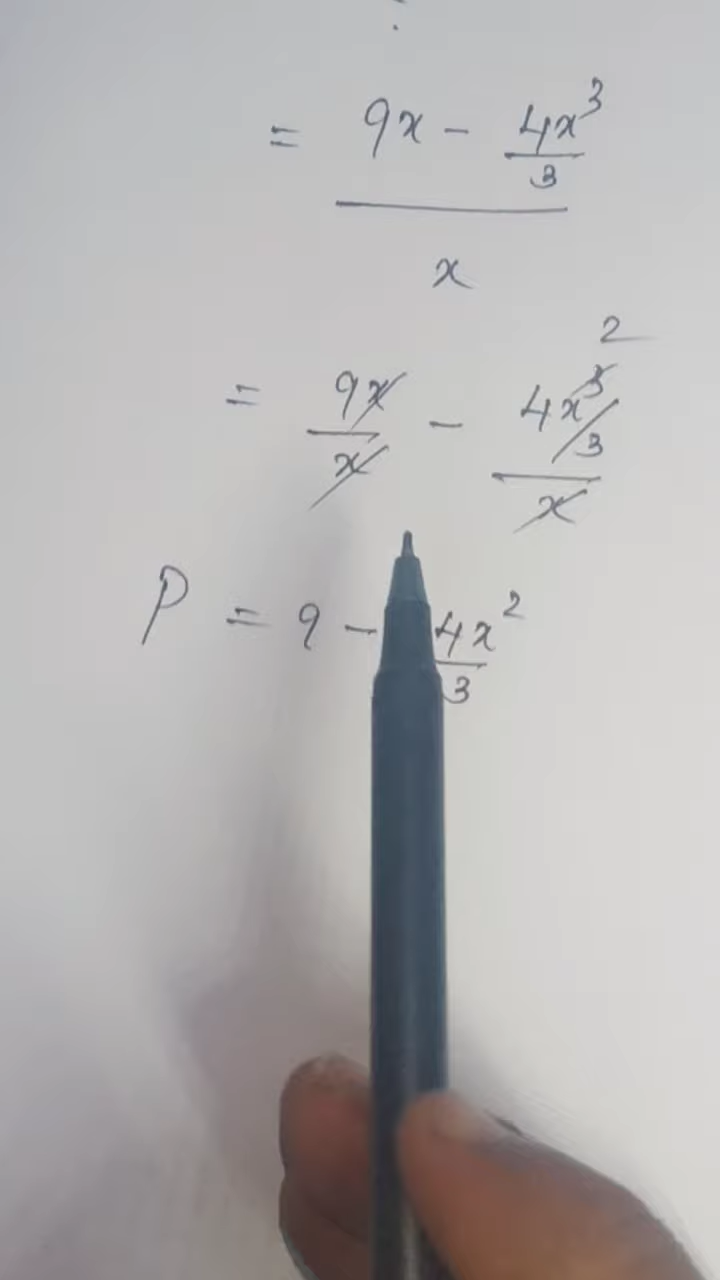 = (9x - 4x³/3) / x
= 9x/x - (4x³/3)/x 2
P = 9 - 4x²/3